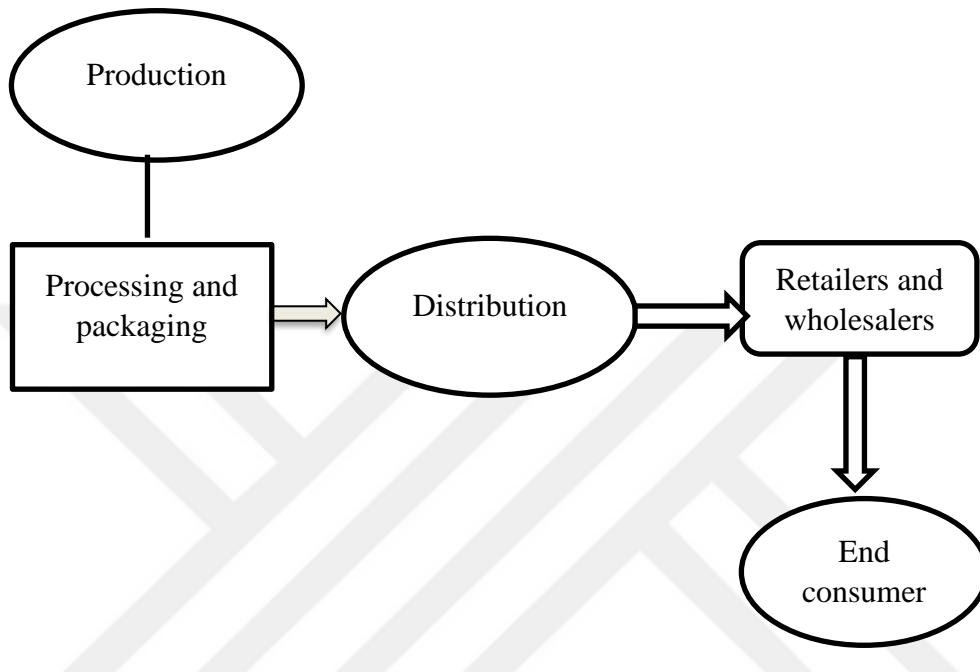 Production
Processing and
packaging
Distribution
Retailers and
wholesalers
End
consumer